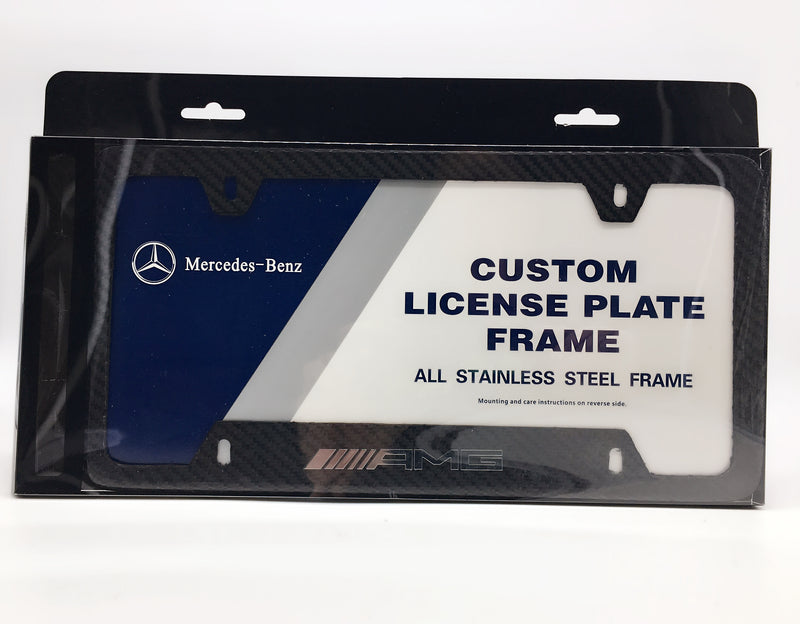 Mercedes-Benz
CUSTOM
LICENSE PLATE
FRAME
ALL STAINLESS STEEL FRAME
Mounting and care instructions on reverse side.
AMG